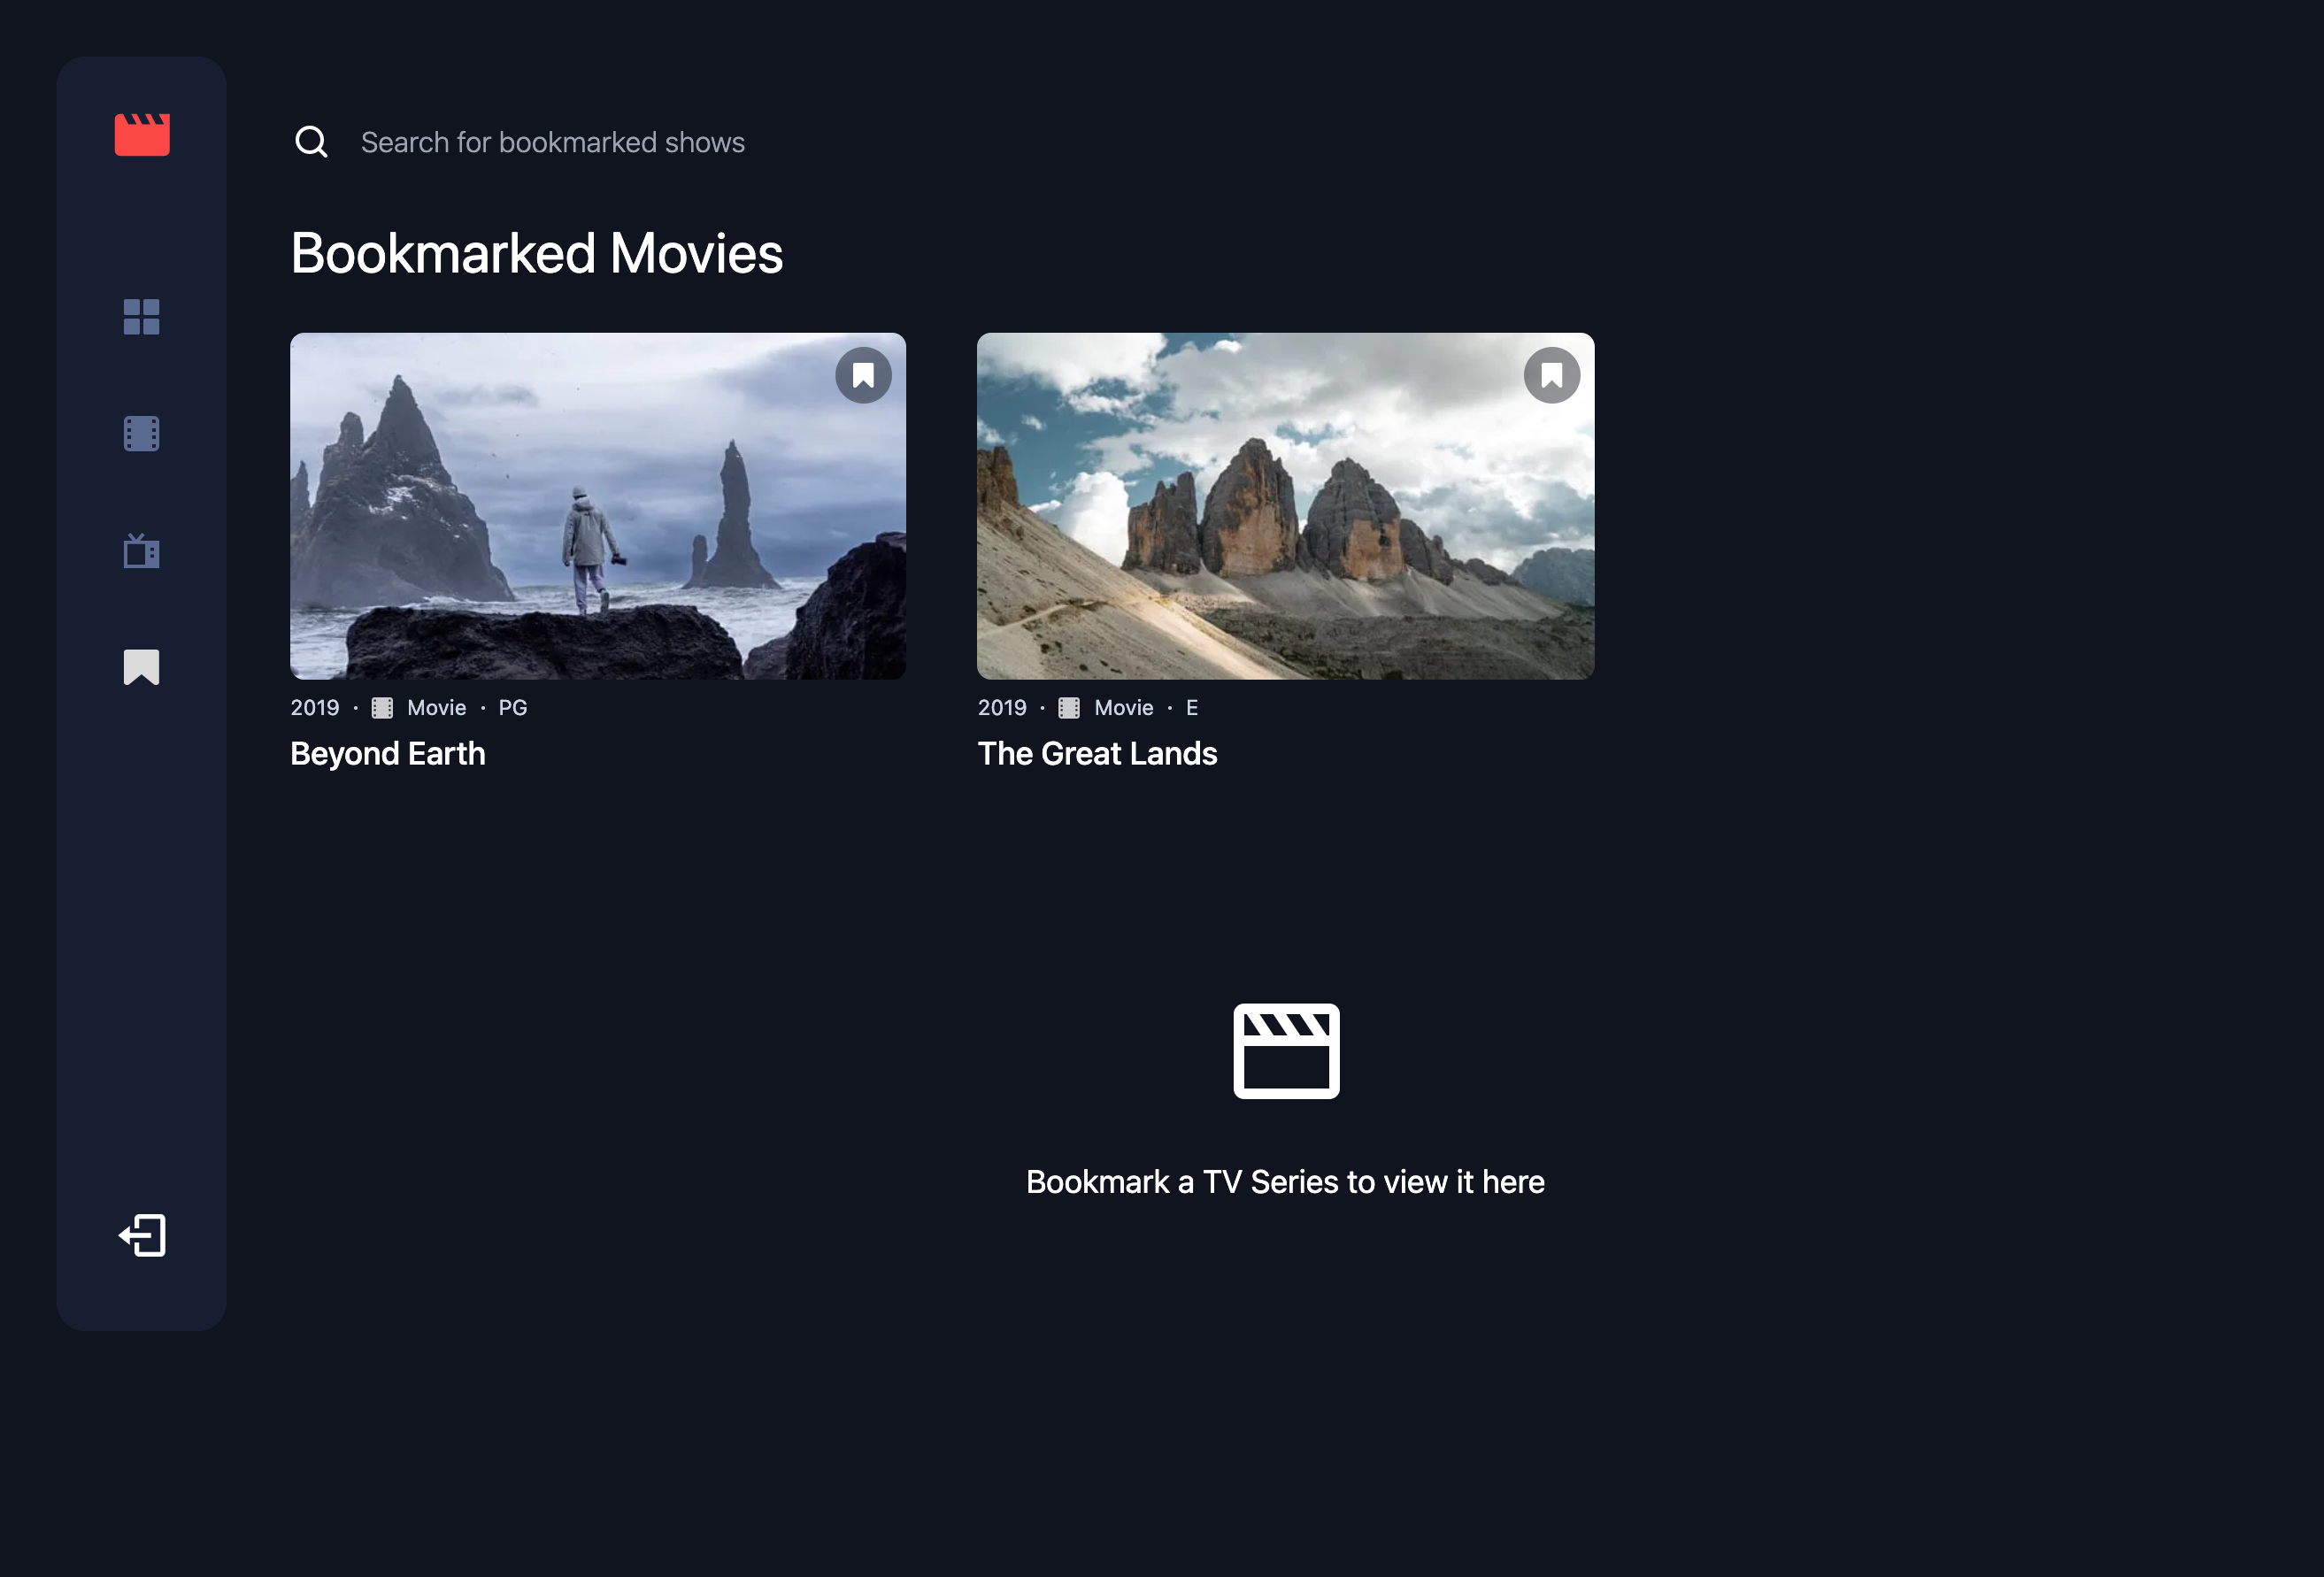 Search for bookmarked shows
Bookmarked Movies
2019 · Movie · PG
Beyond Earth
2019 · Movie · E
The Great Lands
Bookmark a TV Series to view it here